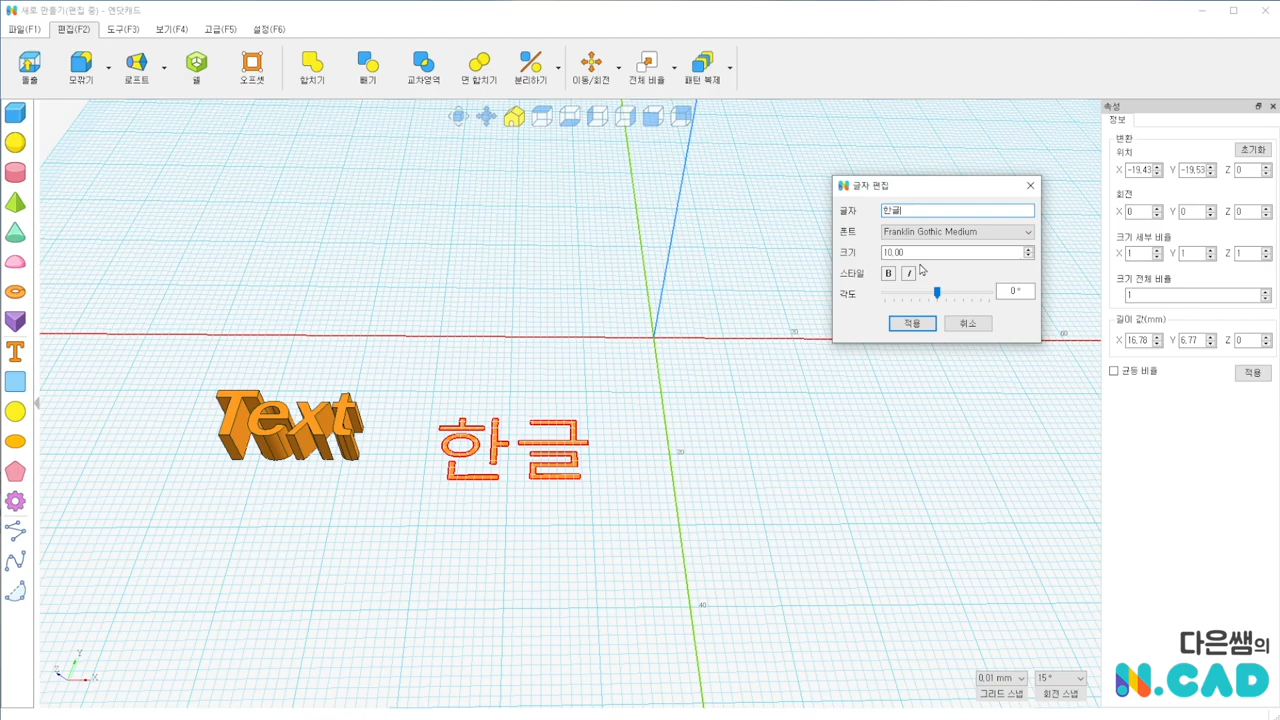 새로 만들기(편집 중) - 엔닷캐드
파일(F1) 편집(F2) 도구(F3) 보기(F4) 고급(F5) 설정(F6)
돌출 모깎기 로프트 쉘 오프셋 합치기 빼기 교차영역 면 합치기 분리하기 이동/회전 전체 비율 패턴 복제
속성
정보
변환
위치 초기화
X -19.43 Y -19.53 Z 0
회전
X 0 Y 0 Z 0
크기 세부 비율
X 1 Y 1 Z 1
크기 전체 비율
1
길이 값(mm)
X 16.78 Y 6.77 Z 0
균등 비율 적용
글자 편집
글자 한글
폰트 Franklin Gothic Medium
크기 10.00
스타일 B I
각도 0°
적용 취소
20 60
Text 한글
20
40
T
Y
Z X
0.01 mm 15°
그리드 스냅 회전 스냅
다은쌤의
N.CAD